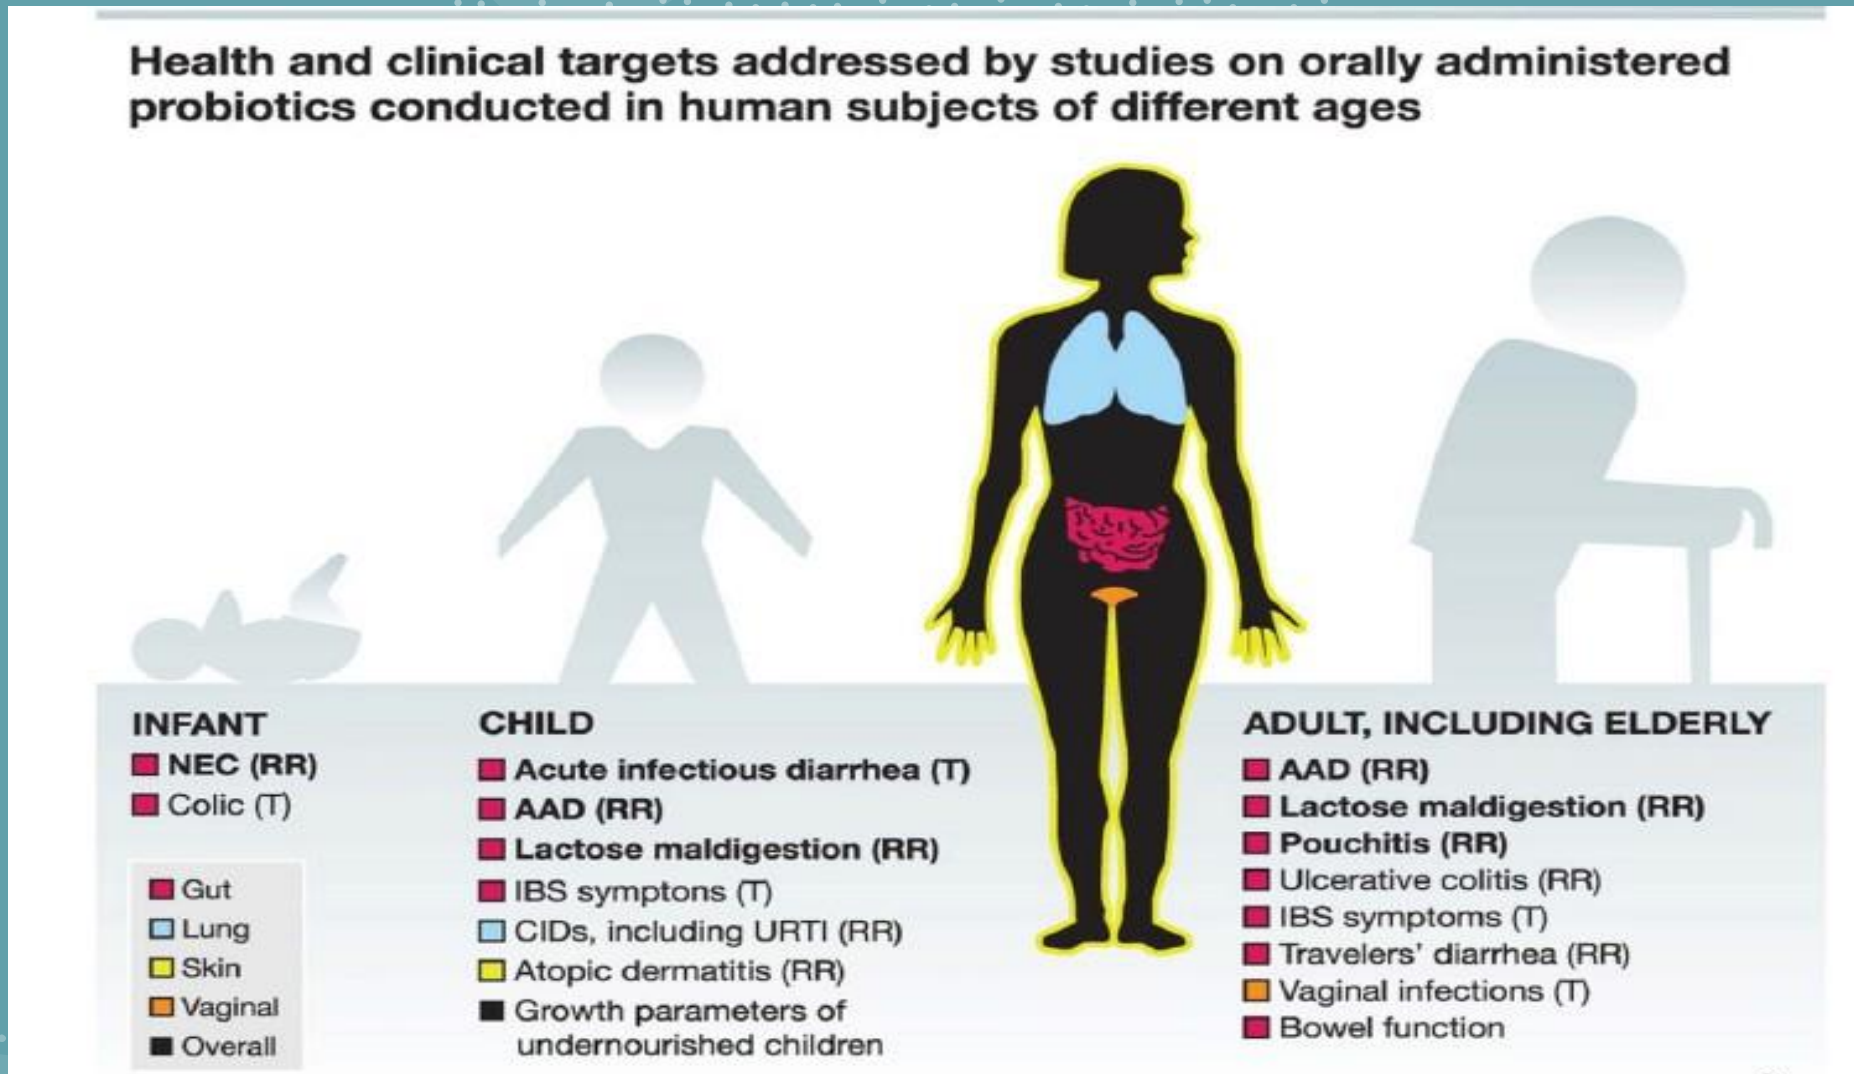 Health and clinical targets addressed by studies on orally administered
probiotics conducted in human subjects of different ages
INFANT
NEC (RR)
Colic (T)
Gut
Lung
Skin
Vaginal
Overall
CHILD
Acute infectious diarrhea (T)
AAD (RR)
Lactose maldigestion (RR)
IBS symptons (T)
CIDs, including URTI (RR)
Atopic dermatitis (RR)
Growth parameters of
undernourished children
ADULT, INCLUDING ELDERLY
AAD (RR)
Lactose maldigestion (RR)
Pouchitis (RR)
Ulcerative colitis (RR)
IBS symptoms (T)
Travelers’ diarrhea (RR)
Vaginal infections (T)
Bowel function